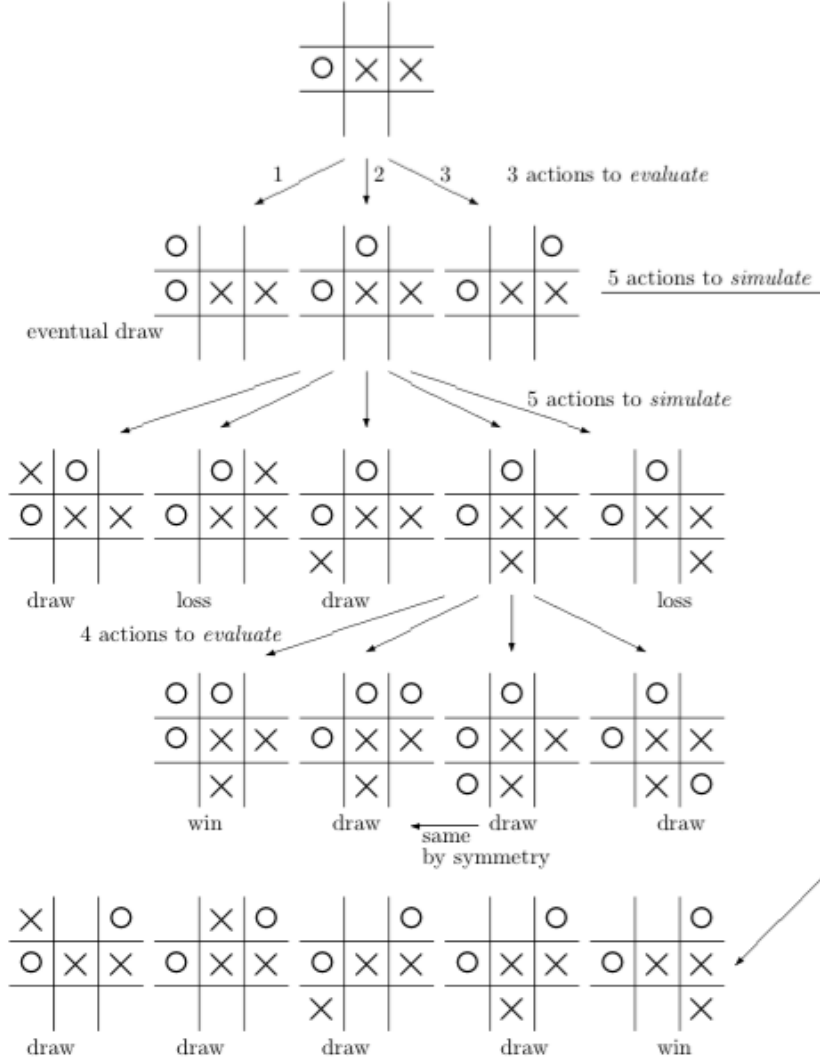 O X X
1 2 3 3 actions to evaluate
O O O
O X X O X X O X X
5 actions to simulate
eventual draw
5 actions to simulate
X O O X O O O
O X X O X X O X X O X X O X X
X X X
draw loss draw loss
4 actions to evaluate
O O O O O O
O X X O X X O X X O X X
X X O X X O
win draw draw draw
same
by symmetry
X O X O O O O
O X X O X X O X X O X X O X X
X X X
draw draw draw draw win